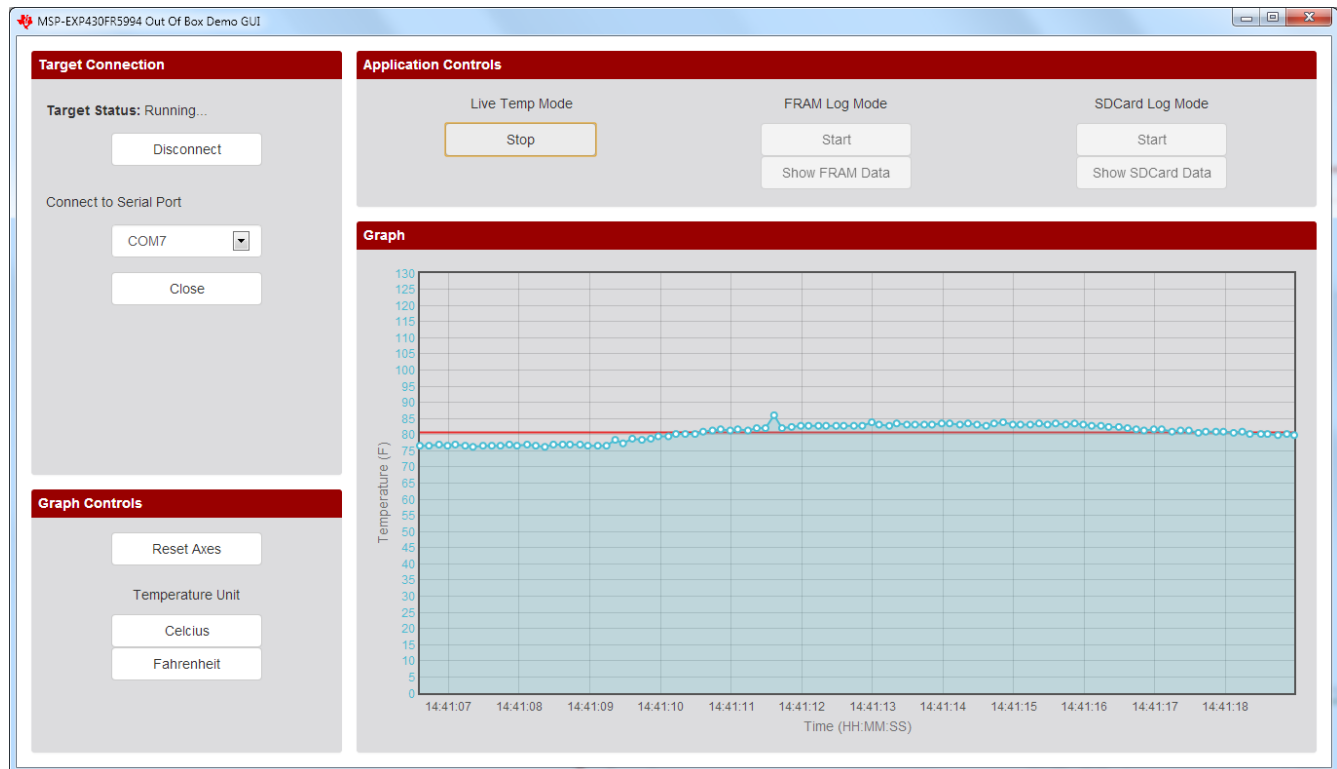 MSP-EXP430FR5994 Out Of Box Demo GUI
Target Connection
Target Status: Running...
Disconnect
Connect to Serial Port
COM7
Close
Graph Controls
Reset Axes
Temperature Unit
Celcius
Fahrenheit
Application Controls
Live Temp Mode
Stop
FRAM Log Mode
Start
Show FRAM Data
SDCard Log Mode
Start
Show SDCard Data
Graph
Temperature (F)
130
125
120
115
110
105
100
95
90
85
80
75
70
65
60
55
50
45
40
35
30
25
20
15
10
5
0
14:41:07 14:41:08 14:41:09 14:41:10 14:41:11 14:41:12 14:41:13 14:41:14 14:41:15 14:41:16 14:41:17 14:41:18
Time (HH:MM:SS)